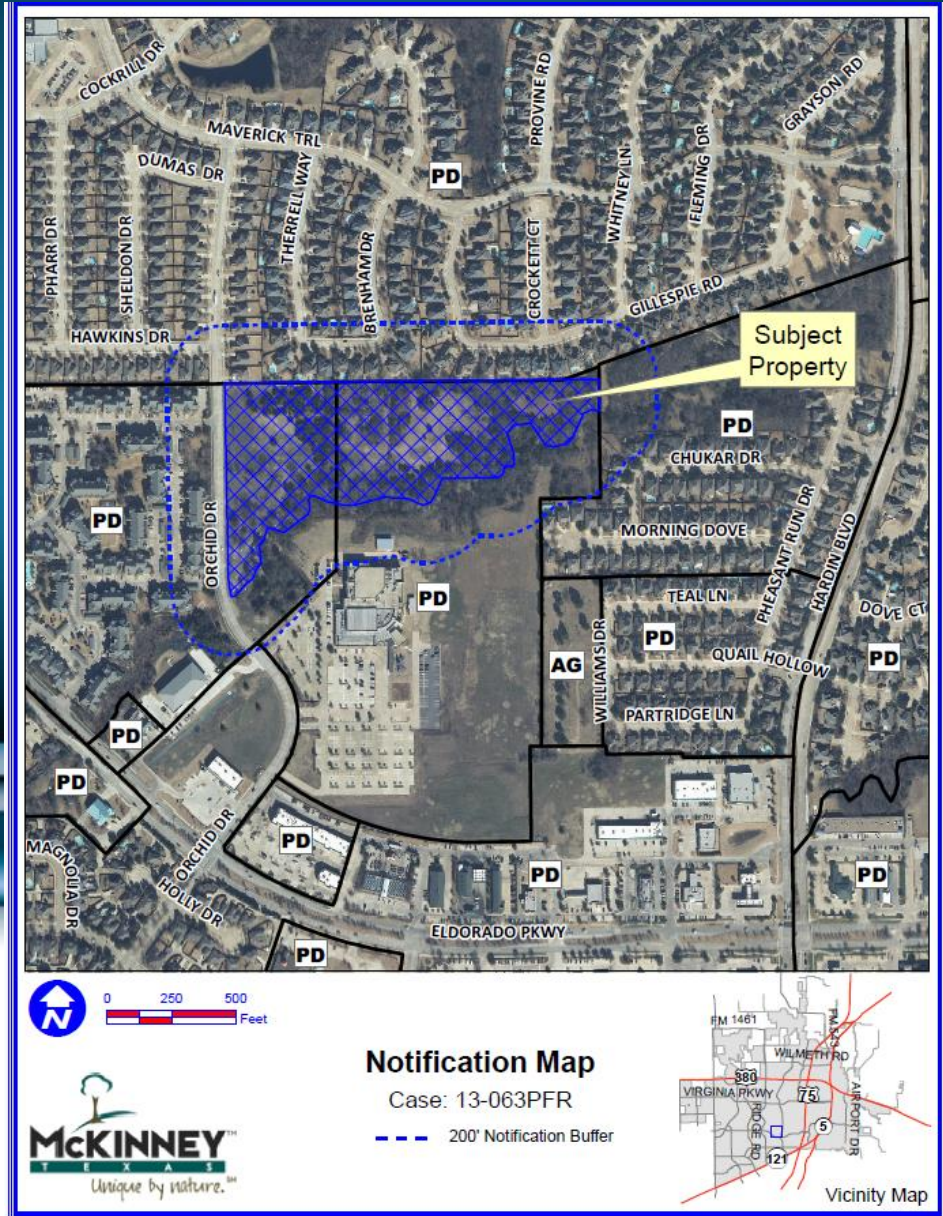 COCKRILL DR
PROVINE RD
GRAYSON RD
MAVERICK TRL
DUMAS DR
PD
THERRELL WAY
WHITNEY LN
FLEMING DR
PHARR DR
SHELDON DR
BRENHAM DR
CROCKETT CT
GILLESPIE RD
HAWKINS DR
Subject
Property
PD
CHUKAR DR
PD
MORNING DOVE
PHEASANT RUN DR
HARDIN BLVD
ORCHID DR
PD
TEAL LN
DOVE CT
PD
PD
AG
WILLIAMS DR
QUAIL HOLLOW
PARTRIDGE LN
PD
PD
PD
ORCHID DR
MAGNOLIA DR
HOLLY DR
PD
PD
ELDORADO PKWY
PD
N
0 250 500
Feet
Notification Map
Case: 13-063PFR
200' Notification Buffer
McKINNEY™
TEXAS
Unique by nature.℠
FM 1461
FM 543
WILMETH RD
380
VIRGINIA PKWY
75
RIDGE RD
AIRPORT DR
5
121
Vicinity Map